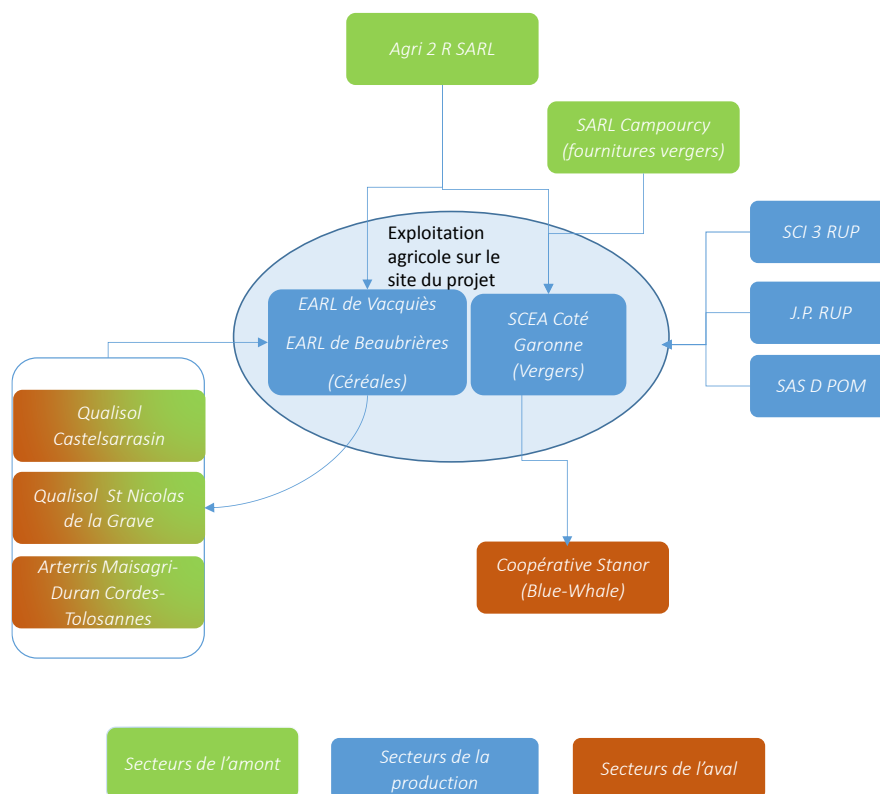 Agri 2 R SARL
SARL Campourcy
(fournitures vergers)
Exploitation
agricole sur le
site du projet
SCI 3 RUP
EARL de Vacquiès
EARL de Beaubrières
(Céréales)
SCEA Coté
Garonne
(Vergers)
J.P. RUP
SAS D POM
Qualisol
Castelsarrasin
Qualisol St Nicolas
de la Grave
Arterris Maisagri-
Duran Cordes-
Tolosannes
Coopérative Stanor
(Blue-Whale)
Secteurs de l’amont
Secteurs de la
production
Secteurs de l’aval